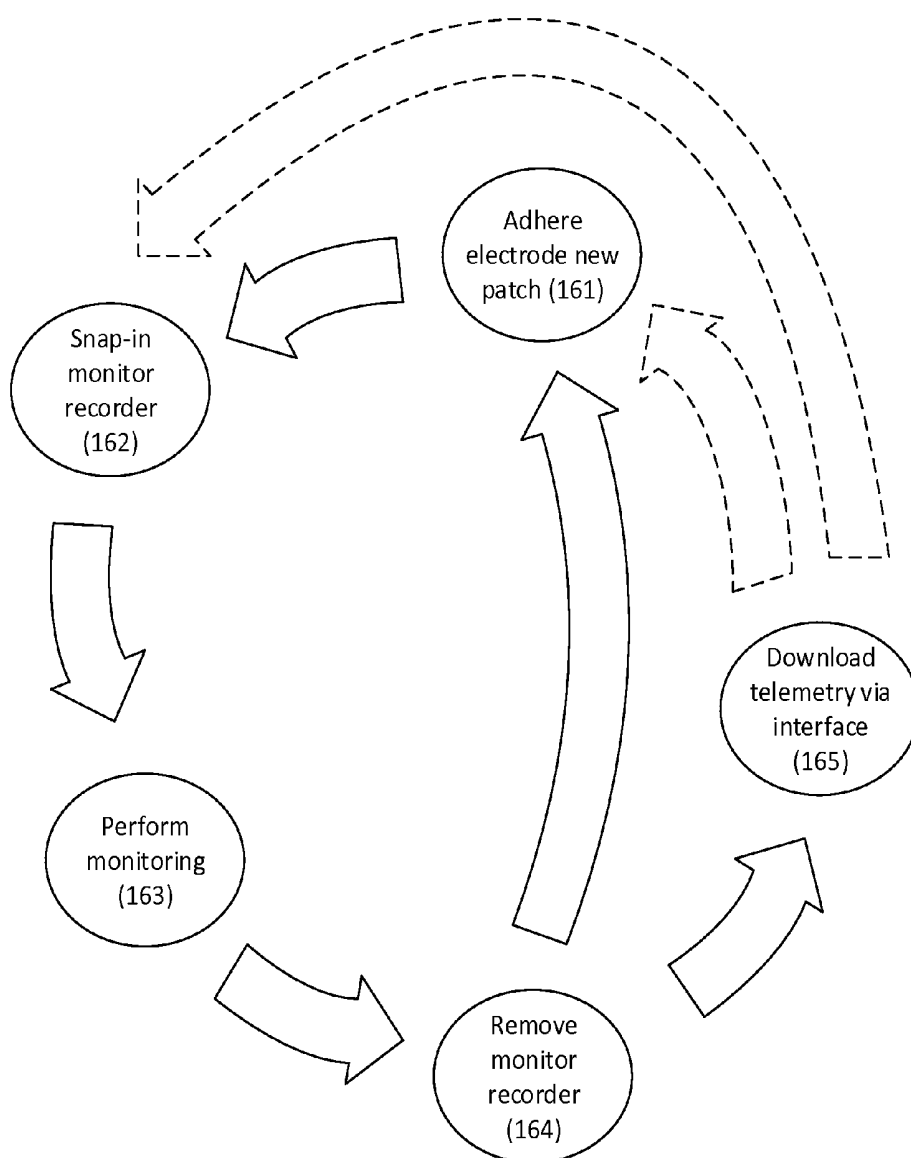 Adhere
electrode new
patch (161)
Snap-in
monitor
recorder
(162)
Perform
monitoring
(163)
Remove
monitor
recorder
(164)
Download
telemetry via
interface
(165)